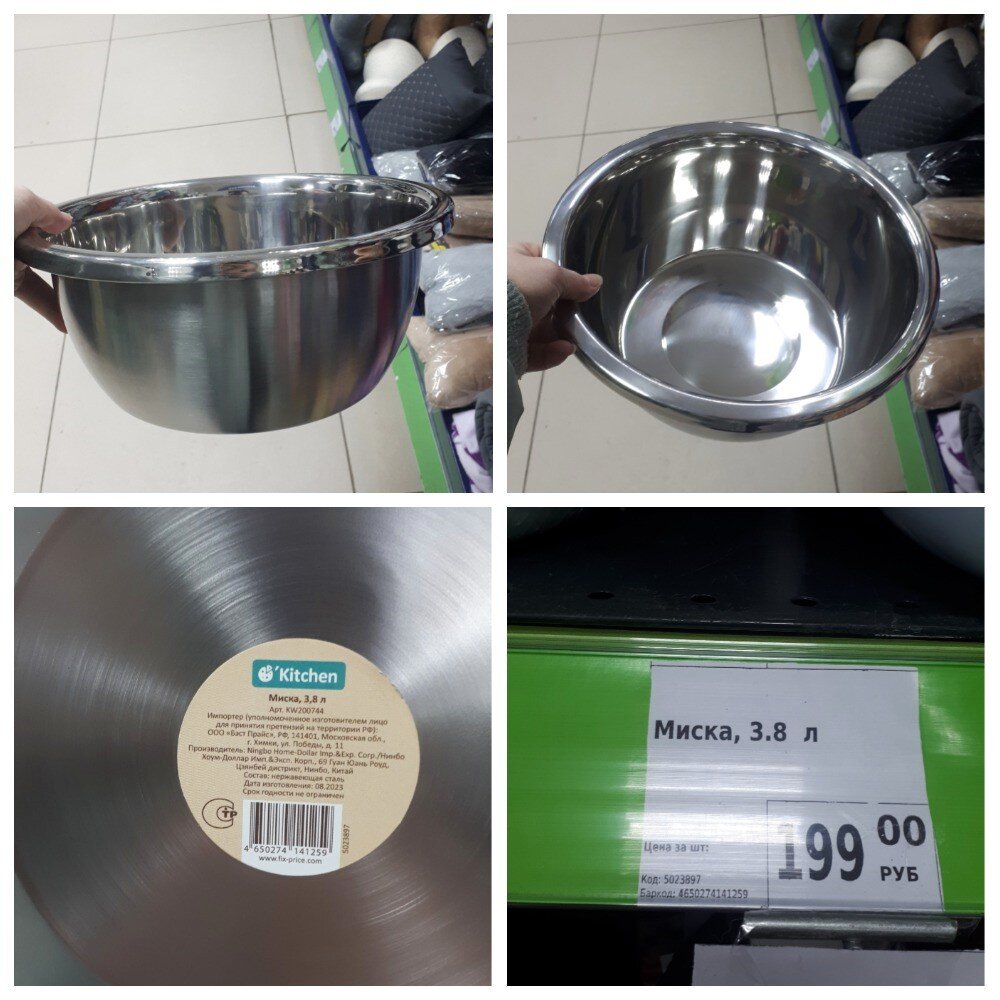 'Kitchen
Миска, 3,8 л
Арт. KW200744
Импортер (уполномоченное изготовителем лицо
для принятия претензий на территории РФ):
ООО «Бэст Прайс», РФ, 141401, Московская обл.,
г. Химки, ул. Победы, д. 11
Производитель: Ningbo Home-Dollar Imp.&Exp. Corp./Нинбо
Хоум-Доллар Имп.&Эксп. Корп., 69 Гуан Юань Роуд,
Цзянбей дистрикт, Нинбо, Китай
Состав: нержавеющая сталь
Дата изготовления: 08.2023
Срок годности не ограничен
СТР
4 650274 141259
5023897
www.fix-price.com
Миска, 3.8 л
Цена за шт:
199 00
РУБ
Код: 5023897
Баркод: 4650274141259